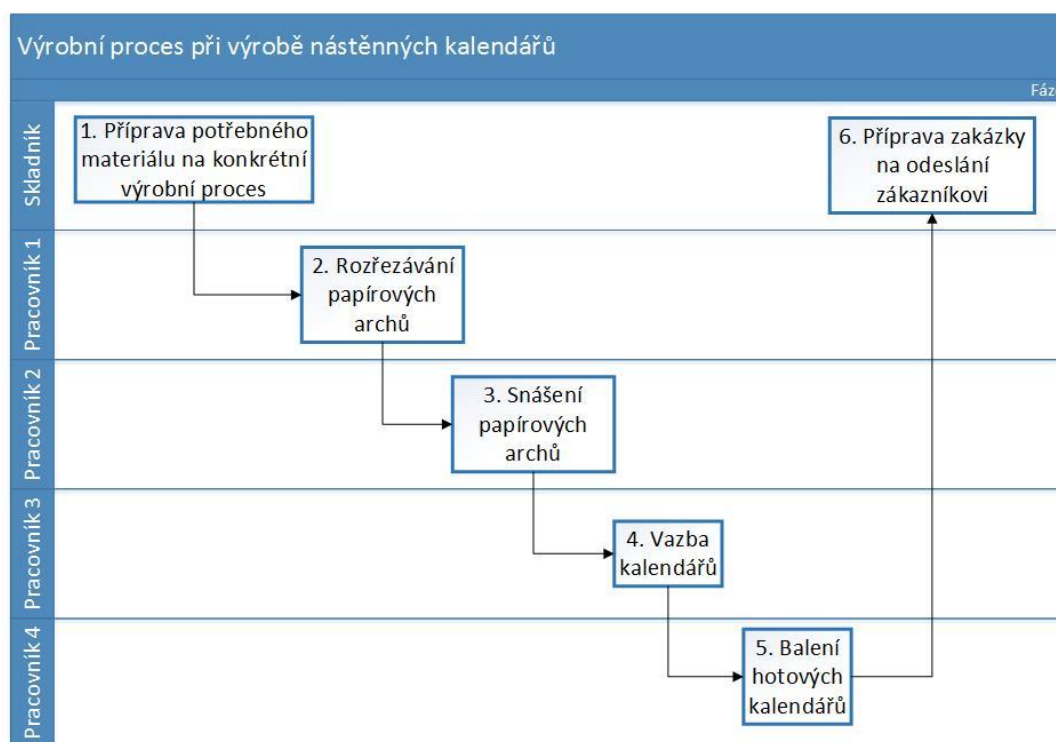 Výrobní proces při výrobě nástěnných kalendářů
Skladník
1. Příprava potřebného
materiálu na konkrétní
výrobní proces
6. Příprava zakázky
na odeslání
zákazníkovi
Pracovník 1
2. Rozřezávání
papírových
archů
Pracovník 2
3. Snášení
papírových
archů
Pracovník 3
4. Vazba
kalendářů
Pracovník 4
5. Balení
hotových
kalendářů